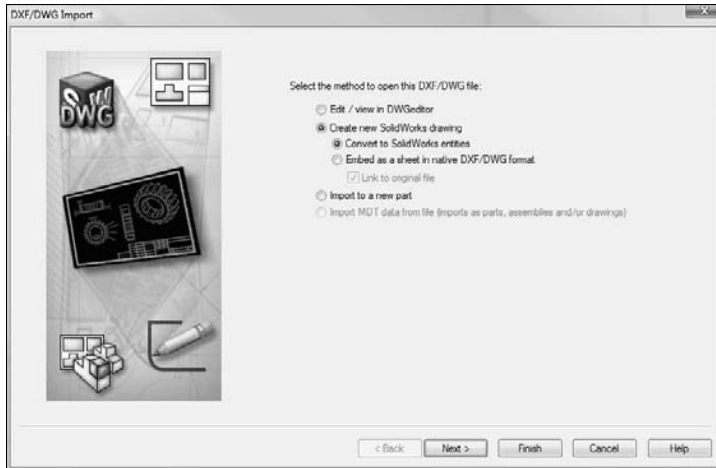 DXF/DWG Import
SW
DWG
Select the method to open this DXF/DWG file:
Edit / view in DWGeditor
Create new SolidWorks drawing
Convert to SolidWorks entities
Embed as a sheet in native DXF/DWG format
Link to original file
Import to a new part
Import MDT data from file (imports as parts, assemblies and/or drawings)
< Back Next > Finish Cancel Help